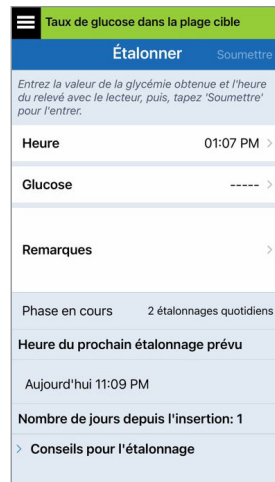 Taux de glucose dans la plage cible
Étalonner Soumettre
Entrez la valeur de la glycémie obtenue et l'heure
du relevé avec le lecteur, puis, tapez 'Soumettre'
pour l'entrer.
Heure 01:07 PM >
Glucose ----- >
Remarques >
Phase en cours 2 étalonnages quotidiens
Heure du prochain étalonnage prévu
Aujourd'hui 11:09 PM
Nombre de jours depuis l'insertion: 1
> Conseils pour l'étalonnage